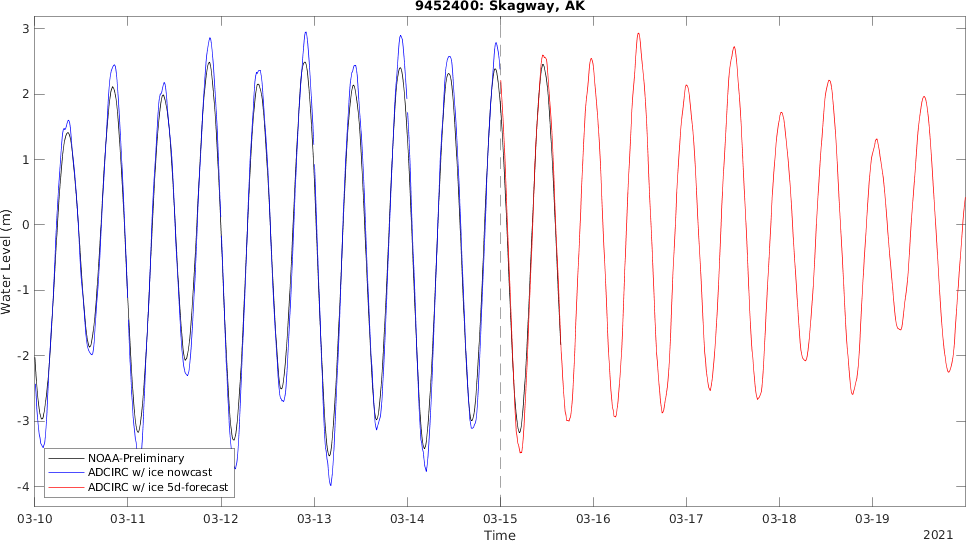 9452400: Skagway, AK
3
2
1
0
-1
-2
-3
-4
Water Level (m)
NOAA-Preliminary
ADCIRC w/ ice nowcast
ADCIRC w/ ice 5d-forecast
03-10 03-11 03-12 03-13 03-14 03-15 03-16 03-17 03-18 03-19
Time
2021